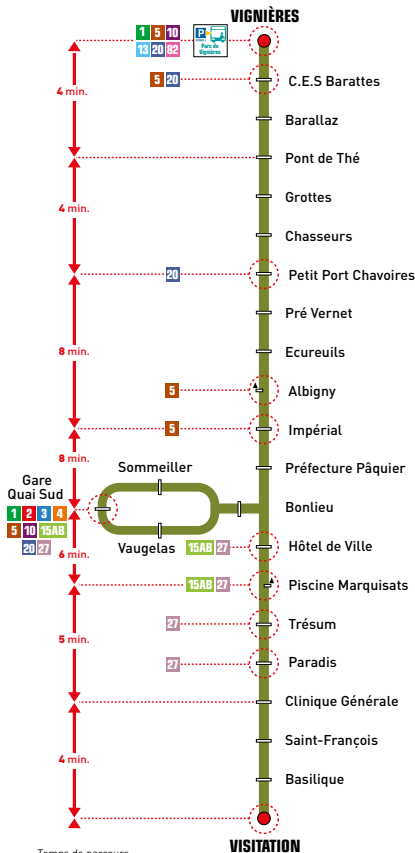 VIGNIÈRES
1 5 10
13 20 82
P
Parc de
Vignières
5 20
C.E.S Barattes
4 min.
Barallaz
Pont de Thé
Grottes
4 min.
Chasseurs
20
Petit Port Chavoires
Pré Vernet
8 min.
Ecureuils
5
Albigny
5
Impérial
8 min.
Préfecture Pâquier
Gare
Quai Sud
1 2 3 4
5 10 15AB
20 27
Sommeiller
Vaugelas
Bonlieu
15AB 27
Hôtel de Ville
6 min.
15AB 27
Piscine Marquisats
27
Trésum
5 min.
27
Paradis
Clinique Générale
Saint-François
4 min.
Basilique
VISITATION
Temps de parcours